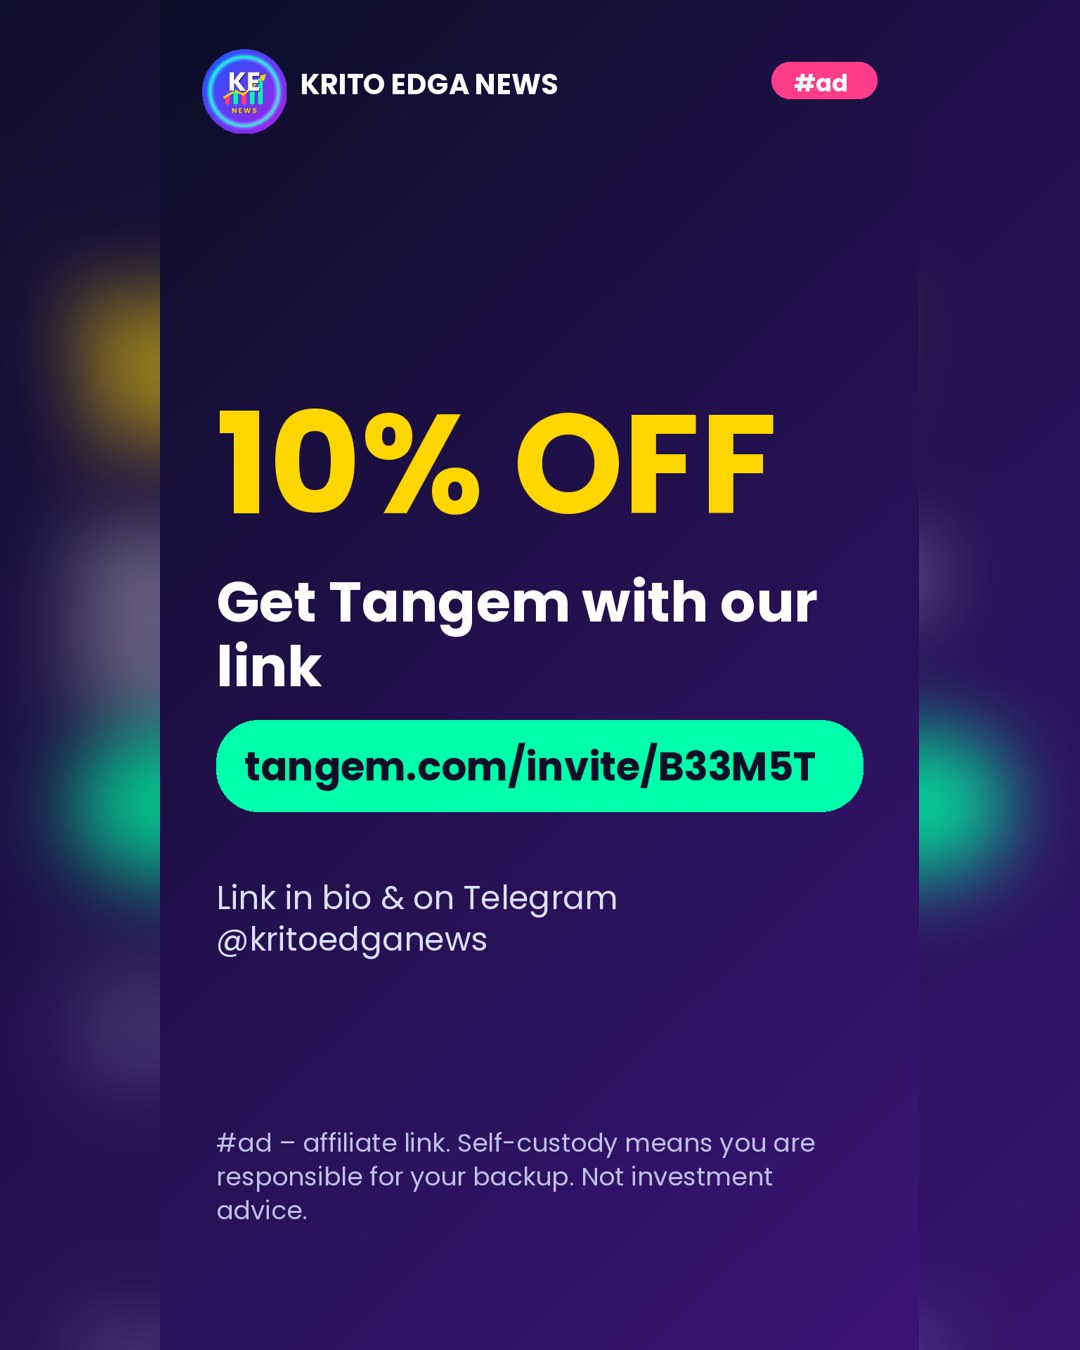 KE
NEWS
KRITO EDGA NEWS
#ad
10% OFF
Get Tangem with our
link
tangem.com/invite/B33M5T
Link in bio & on Telegram
@kritoedganews
#ad – affiliate link. Self-custody means you are
responsible for your backup. Not investment
advice.